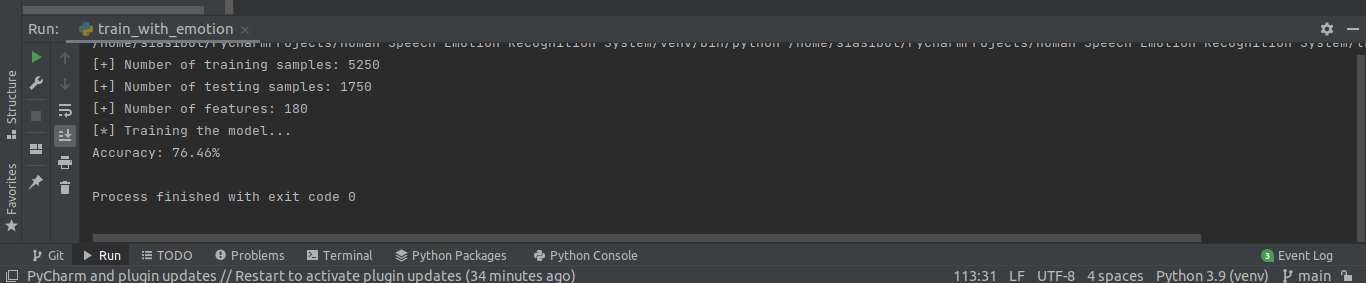 Run: train_with_emotion
/home/siasibot/PycharmProjects/Human Speech Emotion Recognition System/venv/bin/python /home/siasibot/PycharmProjects/Human Speech Emotion Recognition System/
[+] Number of training samples: 5250
[+] Number of testing samples: 1750
[+] Number of features: 180
[*] Training the model...
Accuracy: 76.46%
Process finished with exit code 0
Structure
Favorites
Git Run TODO Problems Terminal Python Packages Python Console 3 Event Log
PyCharm and plugin updates // Restart to activate plugin updates (34 minutes ago) 113:31 LF UTF-8 4 spaces Python 3.9 (venv) main